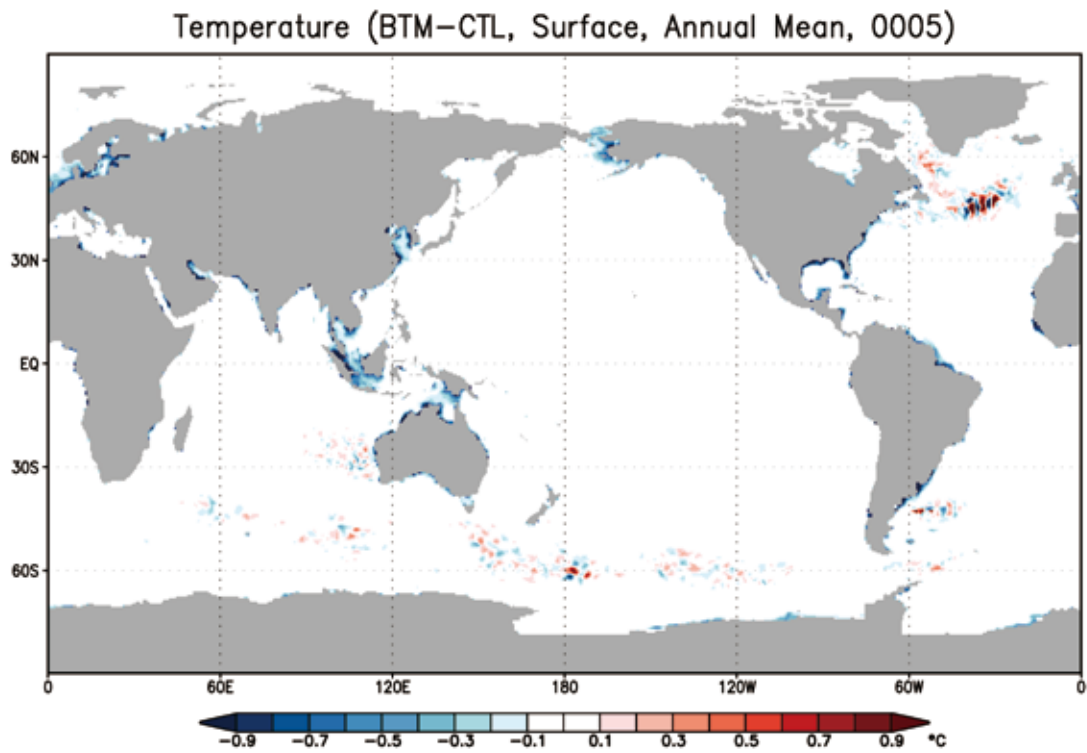 Temperature (BTM-CTL, Surface, Annual Mean, 0005)
60N
30N
EQ
30S
60S
0 60E 120E 180 120W 60W 0
-0.9 -0.7 -0.5 -0.3 -0.1 0.1 0.3 0.5 0.7 0.9 °C